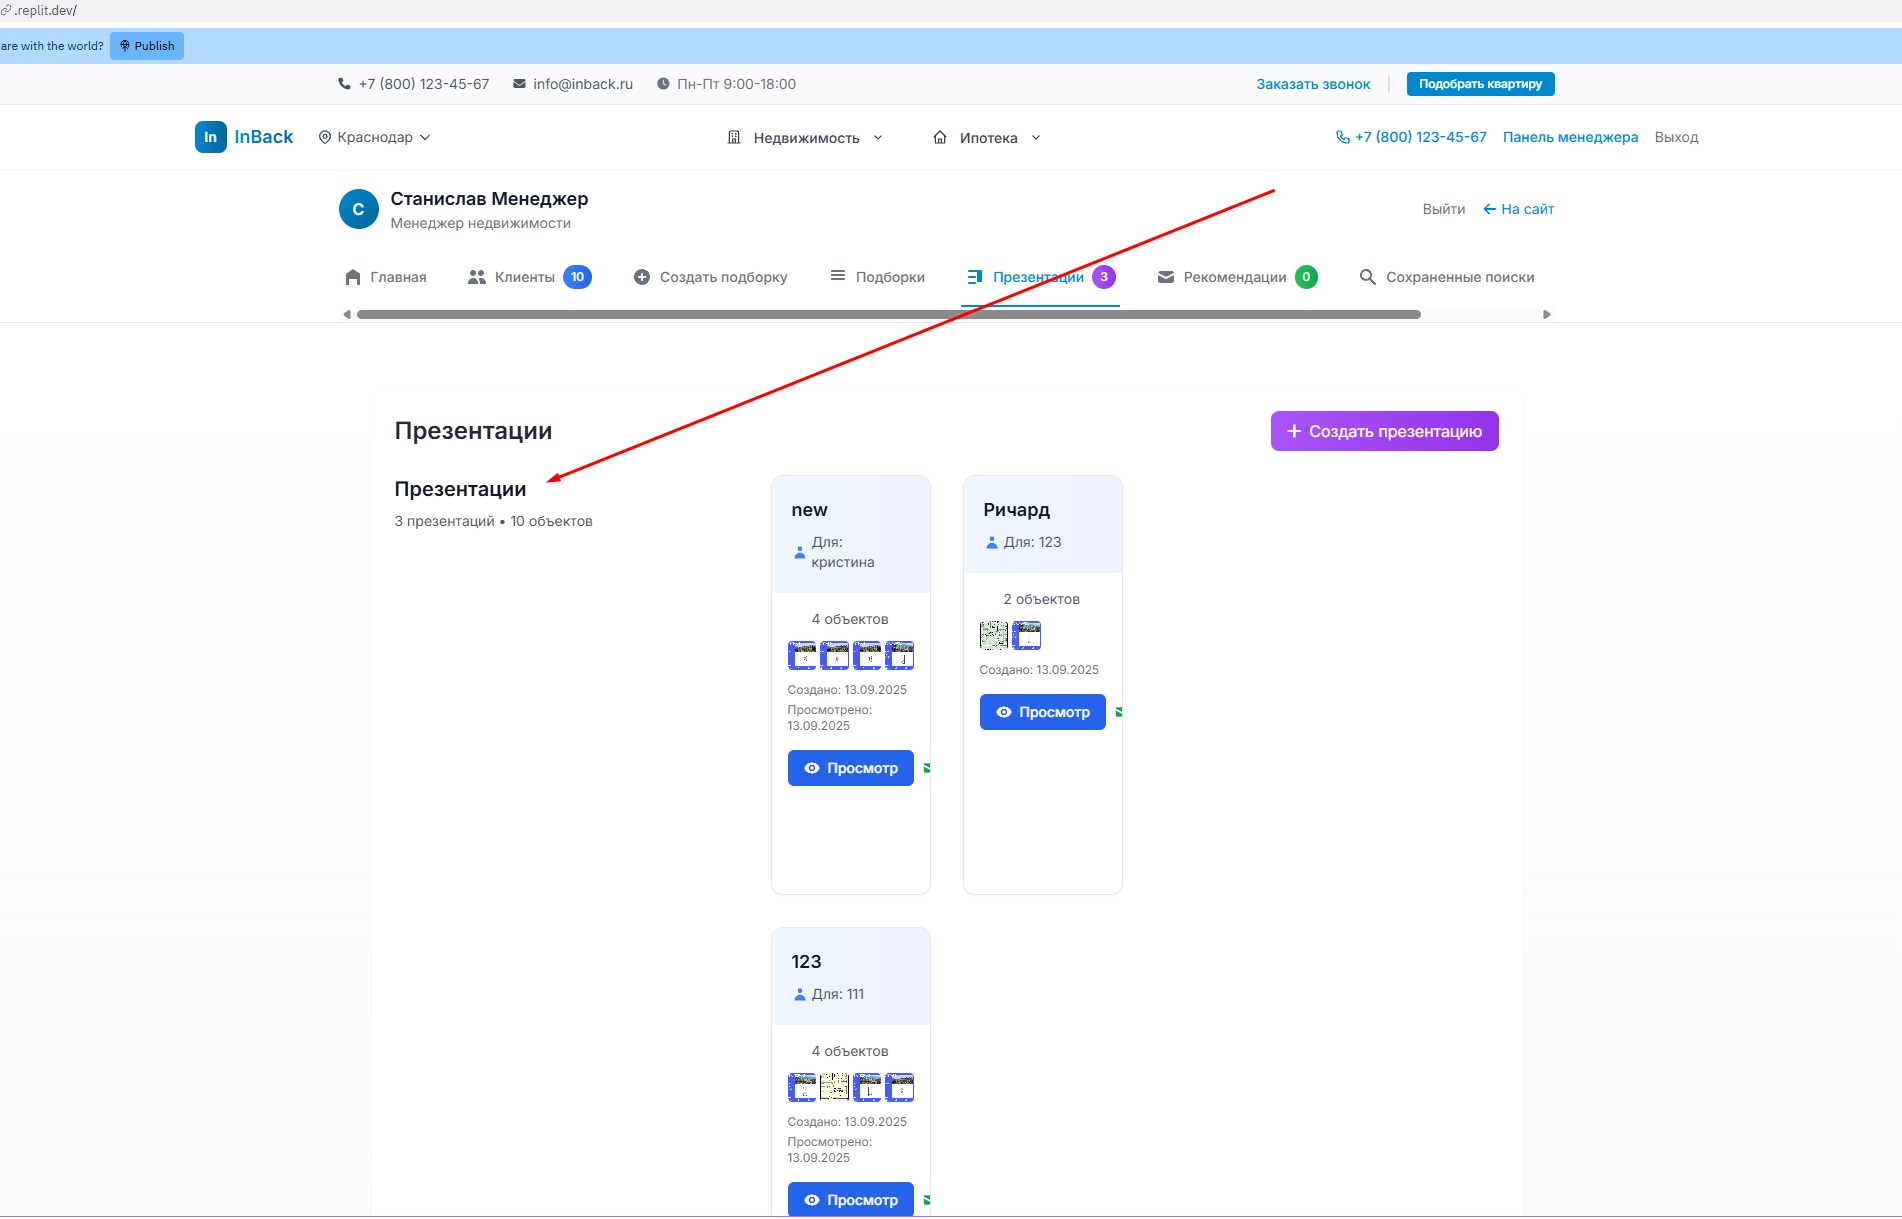 .replit.dev/
are with the world? Publish
+7 (800) 123-45-67 info@inback.ru Пн-Пт 9:00-18:00 Заказать звонок Подобрать квартиру
In InBack Краснодар Недвижимость Ипотека +7 (800) 123-45-67 Панель менеджера Выход
С Станислав Менеджер
Менеджер недвижимости
Выйти На сайт
Главная Клиенты 10 Создать подборку Подборки Презентации 3 Рекомендации 0 Сохраненные поиски
Презентации
+ Создать презентацию
Презентации
3 презентаций • 10 объектов
new
Для:
кристина
4 объектов
Создано: 13.09.2025
Просмотрено:
13.09.2025
Просмотр
Ричард
Для: 123
2 объектов
Создано: 13.09.2025
Просмотр
123
Для: 111
4 объектов
Создано: 13.09.2025
Просмотрено:
13.09.2025
Просмотр